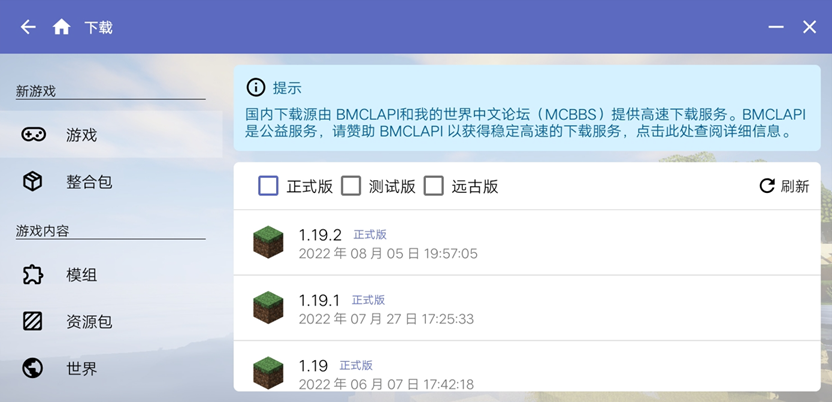 下载
新游戏
游戏
整合包
游戏内容
模组
资源包
世界
提示
国内下载源由 BMCLAPI和我的世界中文论坛（MCBBS）提供高速下载服务。BMCLAPI
是公益服务，请赞助 BMCLAPI 以获得稳定高速的下载服务，点击此处查阅详细信息。
正式版 测试版 远古版 刷新
1.19.2 正式版
2022 年 08 月 05 日 19:57:05
1.19.1 正式版
2022 年 07 月 27 日 17:25:33
1.19 正式版
2022 年 06 月 07 日 17:42:18